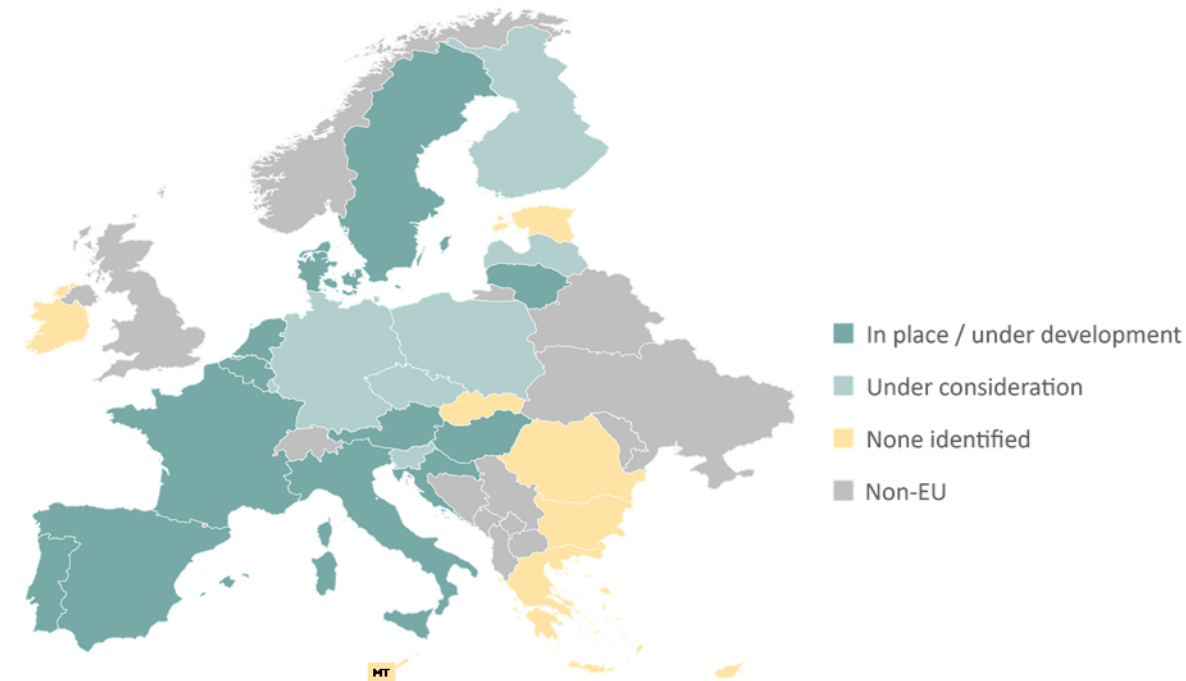 In place / under development
Under consideration
None identified
Non-EU
MT